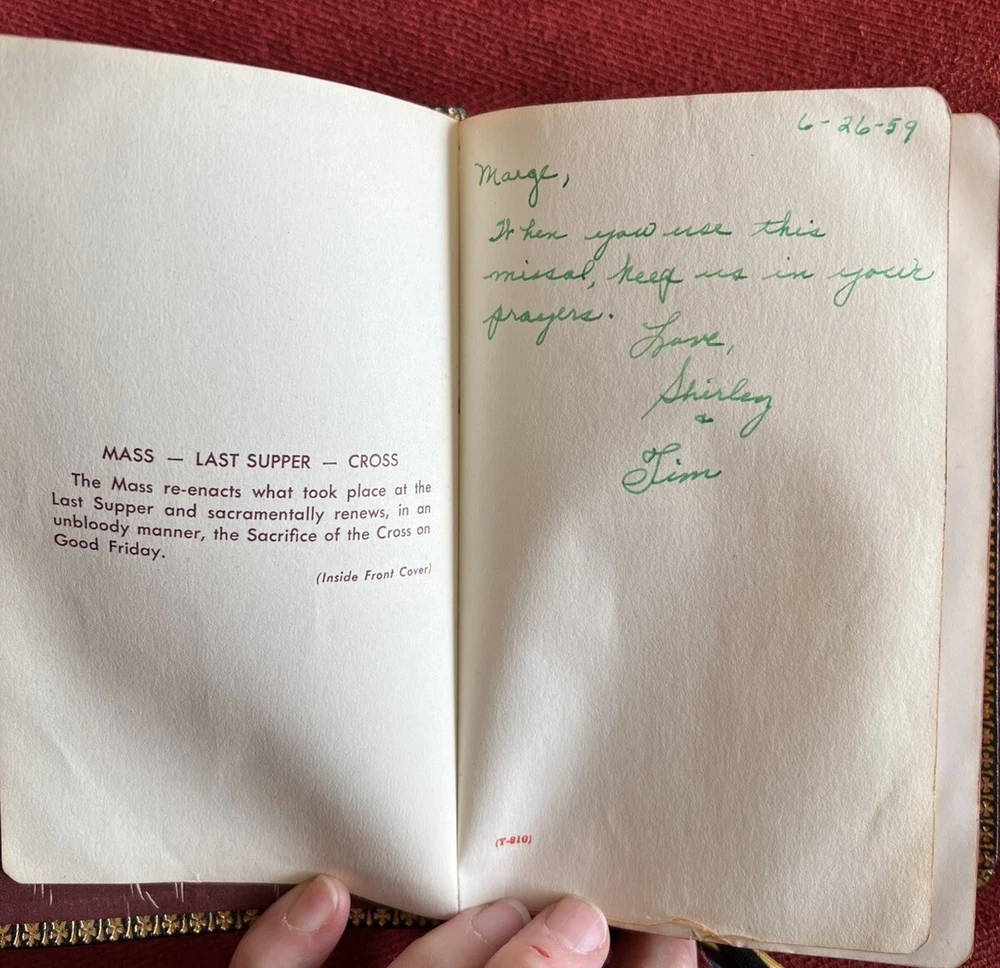 MASS — LAST SUPPER — CROSS
The Mass re-enacts what took place at the
Last Supper and sacramentally renews, in an
unbloody manner, the Sacrifice of the Cross on
Good Friday.
(Inside Front Cover)
6-26-59
Marge,
When you use this
missal, keep us in your
prayers.
Love,
Shirley
&
Jim
(T-810)